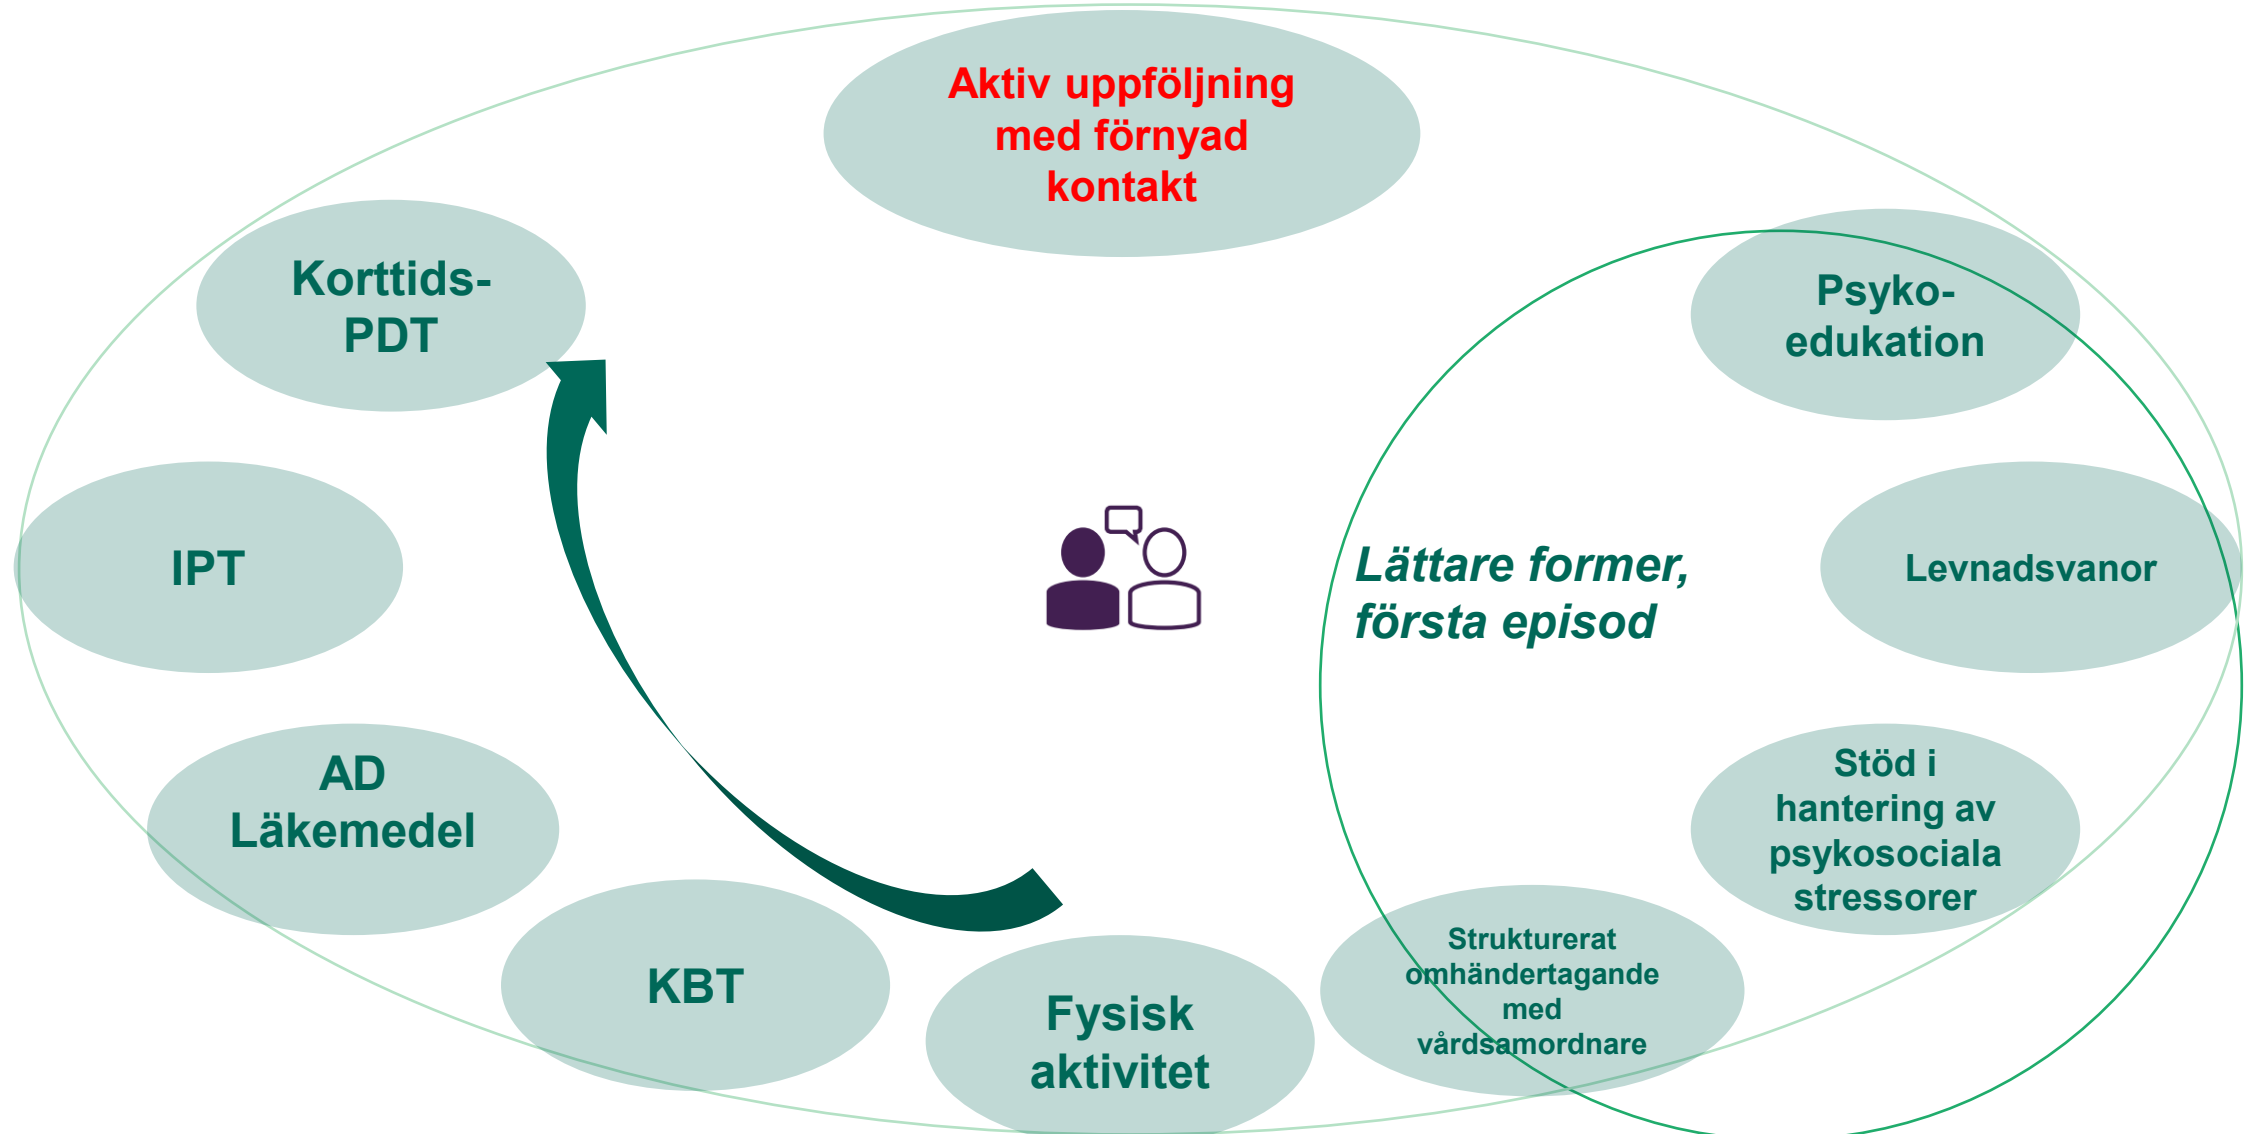 Aktiv uppföljning
med förnyad
kontakt
Korttids-
PDT
Psyko-
edukation
IPT
Lättare former,
första episod
Levnadsvanor
AD
Läkemedel
Stöd i
hantering av
psykosociala
stressorer
KBT
Fysisk
aktivitet
Strukturerat
omhändertagande
med
vårdsamordnare